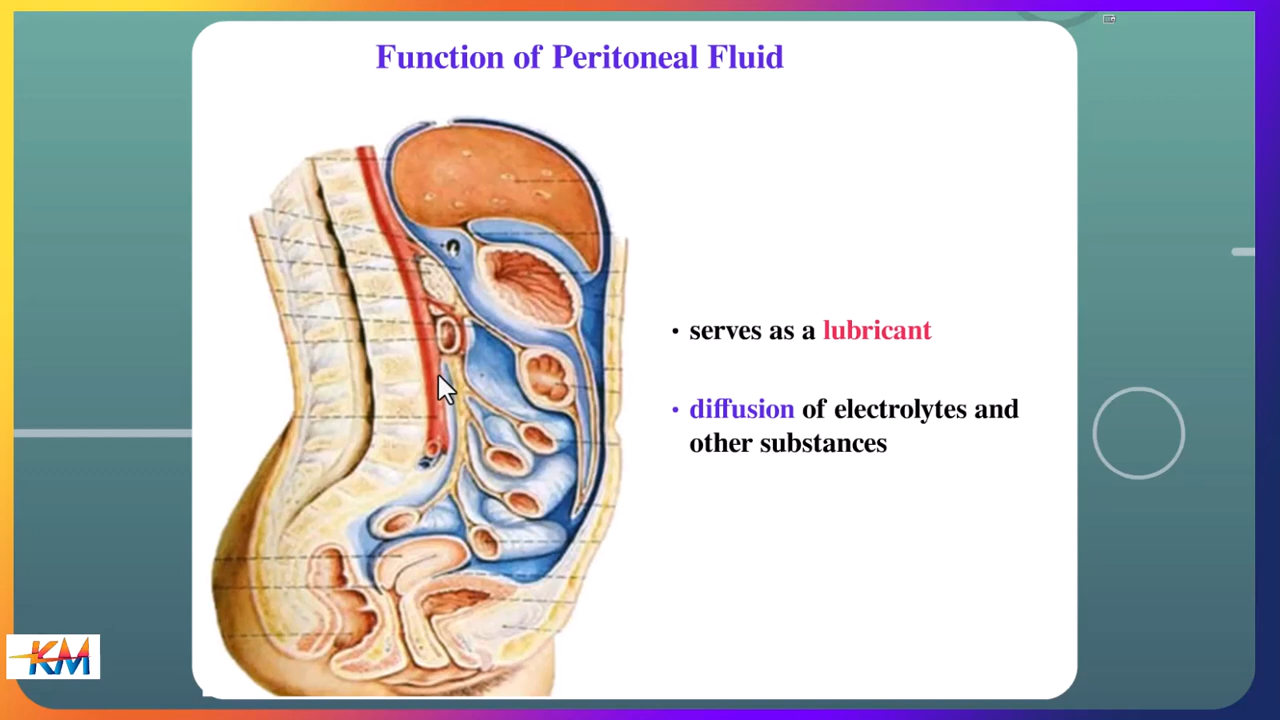 Function of Peritoneal Fluid
• serves as a lubricant
• diffusion of electrolytes and
other substances
KM